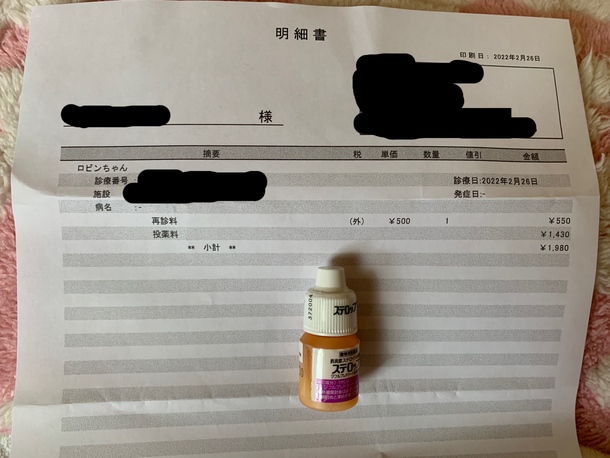 明細書
印刷日: 2022年2月26日
様
摘要 税 単価 数量 値引 金額
ロビンちゃん
診療番号 診療日:2022年2月26日
施設 発症日:-
病名 :-
再診料 (外) ¥500 1 ¥550
投薬料 ¥1,430
** 小計 ** ¥1,980
372004
ステロップ
ステロップ